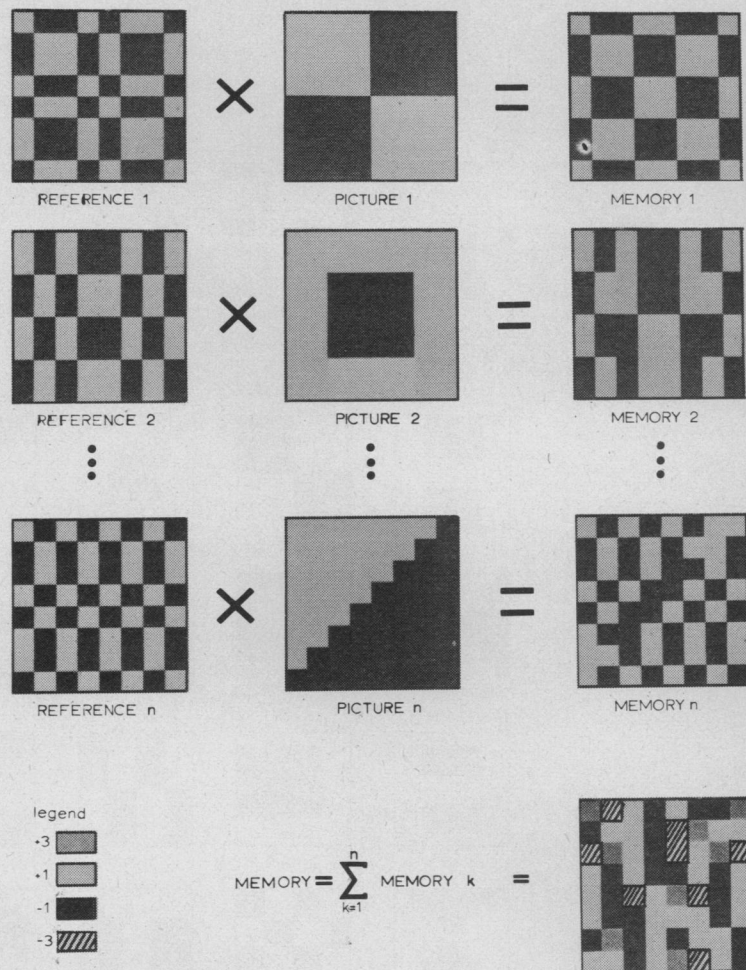 × =
REFERENCE 1 PICTURE 1 MEMORY 1
× =
REFERENCE 2 PICTURE 2 MEMORY 2
× =
REFERENCE n PICTURE n MEMORY n
legend
+3
+1
-1
-3
MEMORY = n ∑ k=1 MEMORY k =